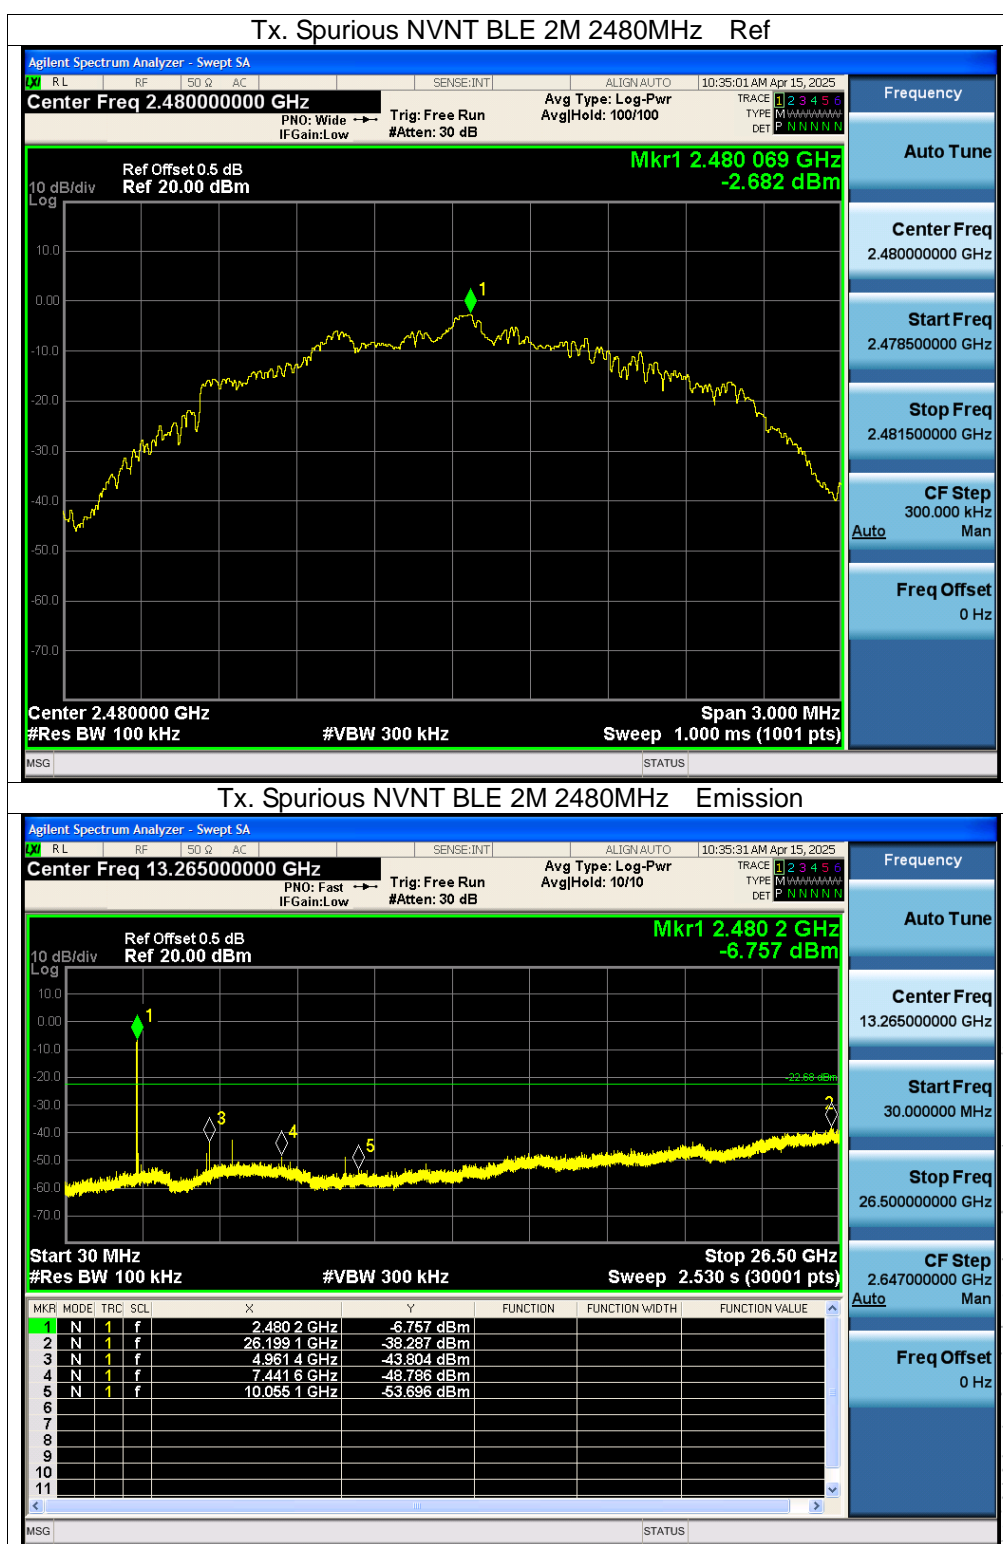 Tx. Spurious NVNT BLE 2M 2480MHz Ref
Agilent Spectrum Analyzer - Swept SA
LXI RL RF 50 Ω AC SENSE:INT ALIGN AUTO 10:35:01 AM Apr 15, 2025
Center Freq 2.480000000 GHz
PNO: Wide
IFGain:Low
Trig: Free Run
#Atten: 30 dB
Avg Type: Log-Pwr
Avg|Hold: 100/100
TRACE 1 2 3 4 5 6
TYPE M
DET P N N N N N
Ref Offset 0.5 dB
Ref 20.00 dBm
10 dB/div
Log
Mkr1 2.480 069 GHz
-2.682 dBm
10.0
0.00
-10.0
-20.0
-30.0
-40.0
-50.0
-60.0
-70.0
1
Center 2.480000 GHz
Span 3.000 MHz
#Res BW 100 kHz
#VBW 300 kHz
Sweep 1.000 ms (1001 pts)
MSG
STATUS
Frequency
Auto Tune
Center Freq
2.480000000 GHz
Start Freq
2.478500000 GHz
Stop Freq
2.481500000 GHz
CF Step
300.000 kHz
Auto Man
Freq Offset
0 Hz
Tx. Spurious NVNT BLE 2M 2480MHz Emission
Agilent Spectrum Analyzer - Swept SA
LXI RL RF 50 Ω AC SENSE:INT ALIGN AUTO 10:35:31 AM Apr 15, 2025
Center Freq 13.265000000 GHz
PNO: Fast
IFGain:Low
Trig: Free Run
#Atten: 30 dB
Avg Type: Log-Pwr
Avg|Hold: 10/10
TRACE 1 2 3 4 5 6
TYPE M
DET P N N N N N
Ref Offset 0.5 dB
Ref 20.00 dBm
10 dB/div
Log
Mkr1 2.480 2 GHz
-6.757 dBm
10.0
0.00
-10.0
-20.0
-30.0
-40.0
-50.0
-60.0
-70.0
1
-22.68 dBm
2
3
4
5
Start 30 MHz
Stop 26.50 GHz
#Res BW 100 kHz
#VBW 300 kHz
Sweep 2.530 s (30001 pts)
MKR MODE TRC SCL X Y FUNCTION FUNCTION WIDTH FUNCTION VALUE
1 N 1 f 2.480 2 GHz -6.757 dBm
2 N 1 f 26.199 1 GHz -38.287 dBm
3 N 1 f 4.961 4 GHz -43.804 dBm
4 N 1 f 7.441 6 GHz -48.786 dBm
5 N 1 f 10.055 1 GHz -53.696 dBm
6
7
8
9
10
11
MSG
STATUS
Frequency
Auto Tune
Center Freq
13.265000000 GHz
Start Freq
30.000000 MHz
Stop Freq
26.500000000 GHz
CF Step
2.647000000 GHz
Auto Man
Freq Offset
0 Hz